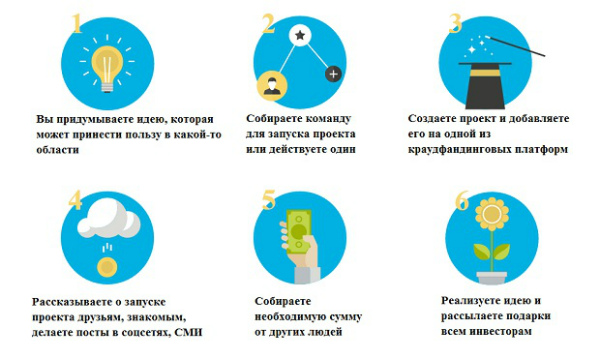 1
Вы придумываете идею, которая
может принести пользу в какой-то
области
2
Собираете команду
для запуска проекта
или действуете один
3
Создаете проект и добавляете
его на одной из
краудфандинговых платформ
4
Рассказываете о запуске
проекта друзьям, знакомым,
делаете посты в соцсетях, СМИ
5
Собираете
необходимую сумму
от других людей
6
Реализуете идею и
рассылаете подарки
всем инвесторам